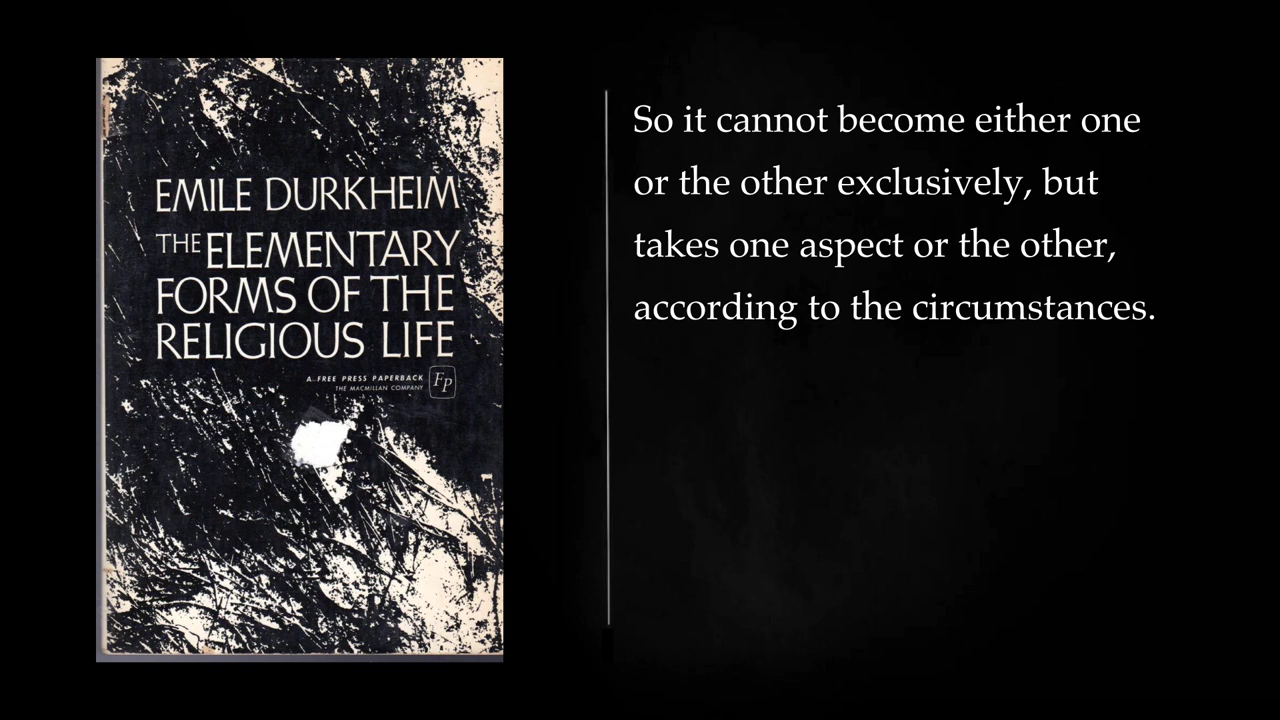 EMILE DURKHEIM
THE ELEMENTARY
FORMS OF THE
RELIGIOUS LIFE
A FREE PRESS PAPERBACK
THE MACMILLAN COMPANY
Fp
So it cannot become either one
or the other exclusively, but
takes one aspect or the other,
according to the circumstances.